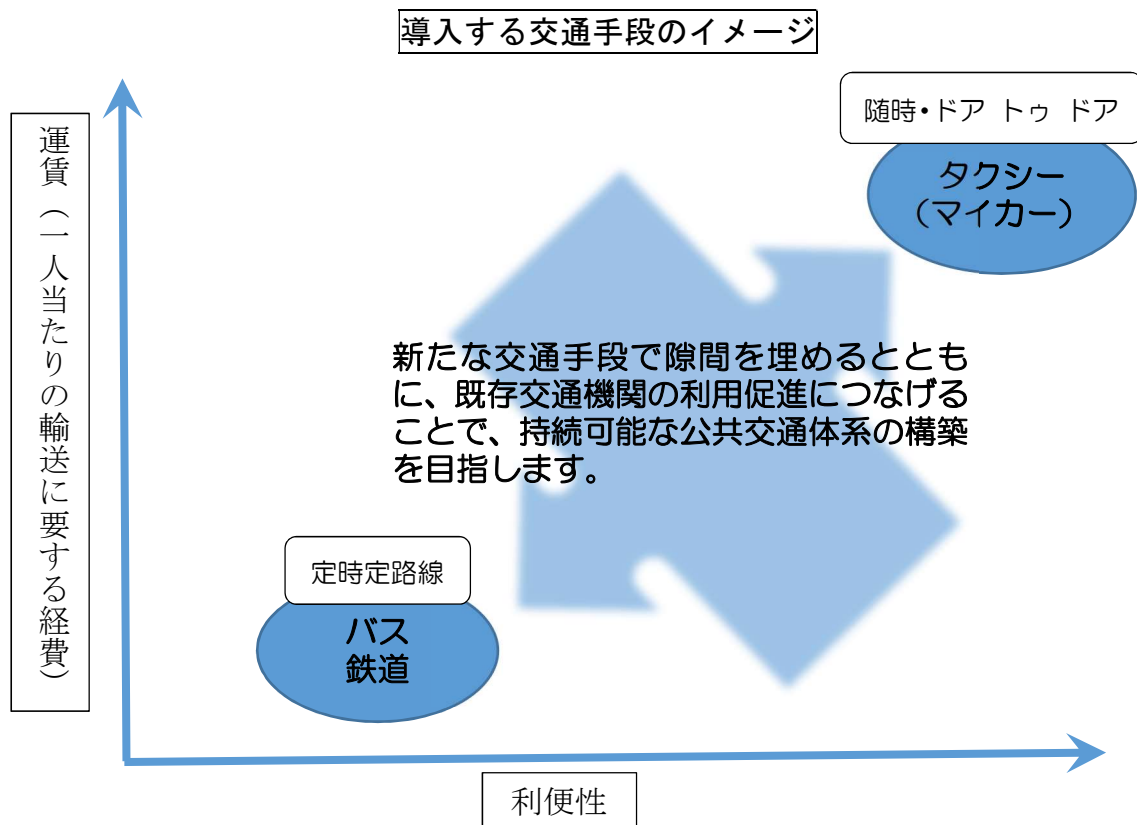 導入する交通手段のイメージ
運賃（一人当たりの輸送に要する経費）
随時・ドア トゥ ドア
タクシー
（マイカー）
新たな交通手段で隙間を埋めるととも
に、既存交通機関の利用促進につなげる
ことで、持続可能な公共交通体系の構築
を目指します。
定時定路線
バス
鉄道
利便性